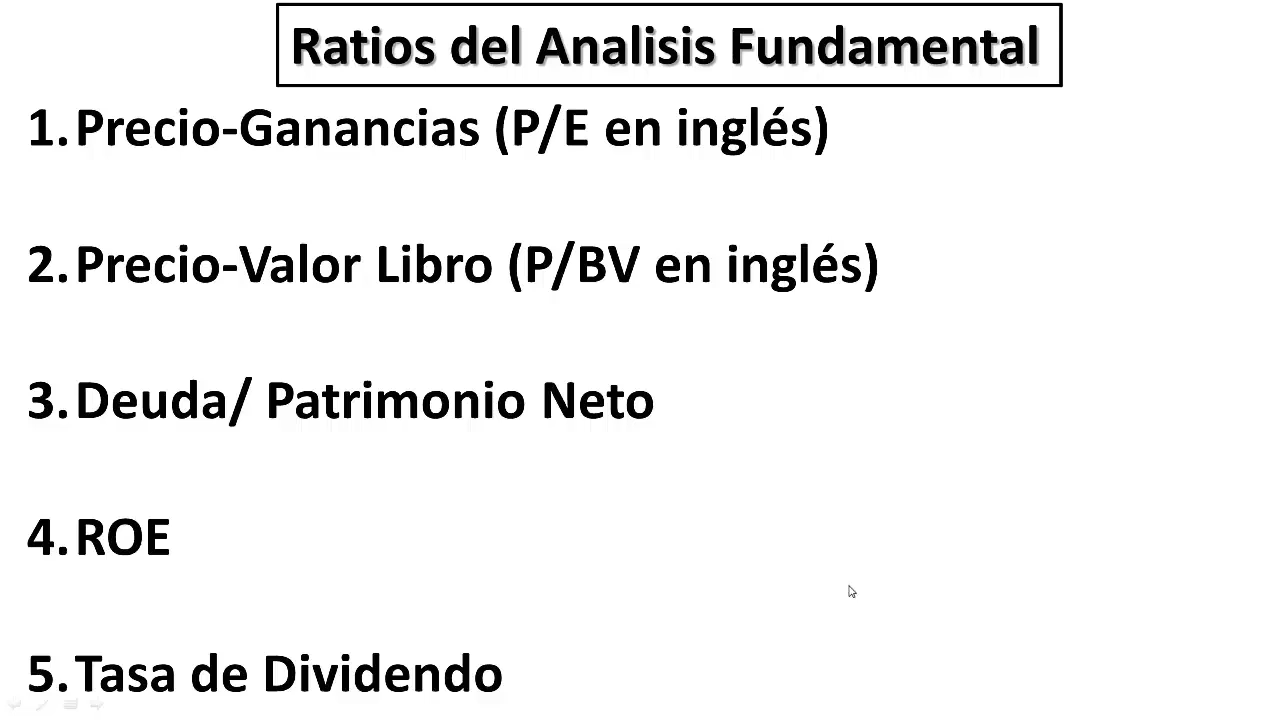 Ratios del Analisis Fundamental
1. Precio-Ganancias (P/E en inglés)
2. Precio-Valor Libro (P/BV en inglés)
3. Deuda/ Patrimonio Neto
4. ROE
5. Tasa de Dividendo